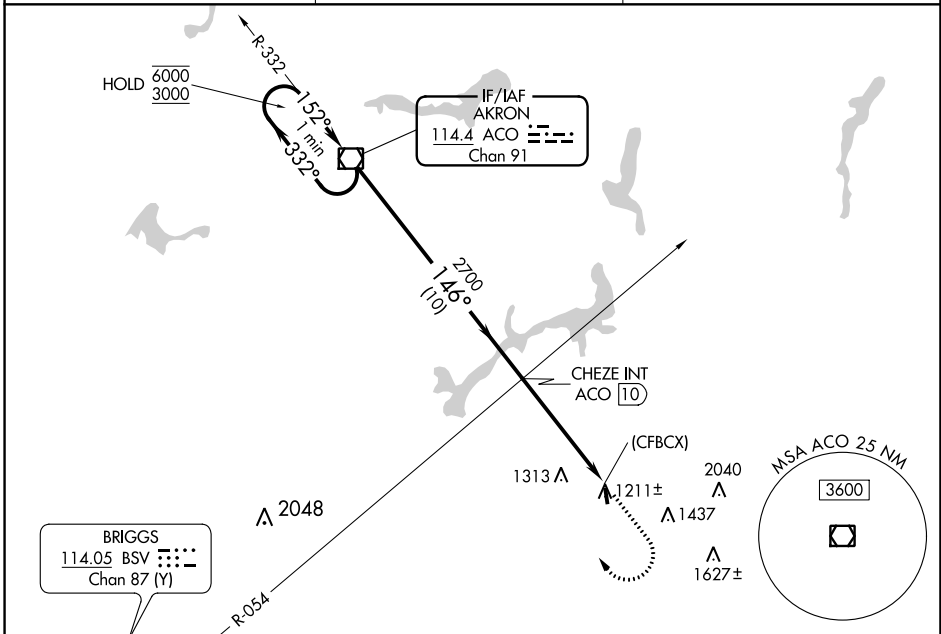 R-332
HOLD 6000
3000
152°
1 min
332°
IF/IAF
AKRON
114.4 ACO
Chan 91
2700
146°
(10)
CHEZE INT
ACO 10
(CFBCX)
1313
1211±
2040
1437
1627±
MSA ACO 25 NM
3600
2048
BRIGGS
114.05 BSV
Chan 87 (Y)
R-054